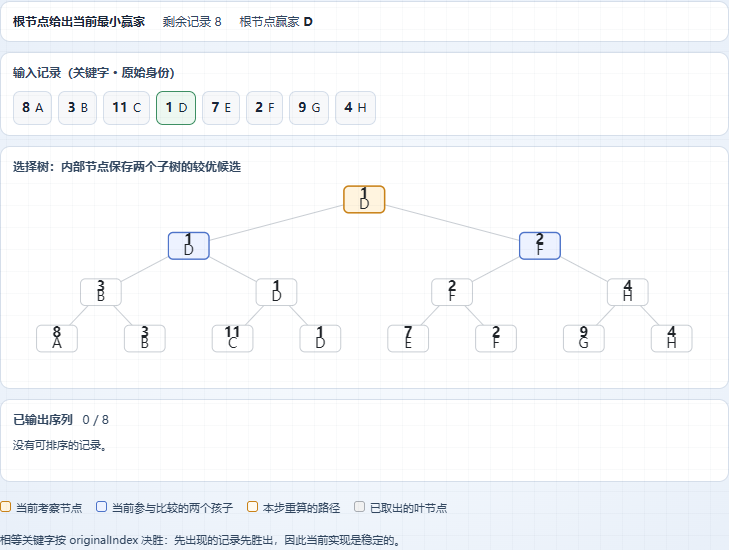 根节点给出当前最小赢家 剩余记录 8 根节点赢家 D
输入记录（关键字 · 原始身份）
8 A 3 B 11 C 1 D 7 E 2 F 9 G 4 H
选择树：内部节点保存两个子树的较优候选
1
D
1
D
2
F
3
B
1
D
2
F
4
H
8
A
3
B
11
C
1
D
7
E
2
F
9
G
4
H
已输出序列 0 / 8
没有可排序的记录。
当前考察节点 当前参与比较的两个孩子 本步重算的路径 已取出的叶节点
相等关键字按 originalIndex 决胜：先出现的记录先胜出，因此当前实现是稳定的。